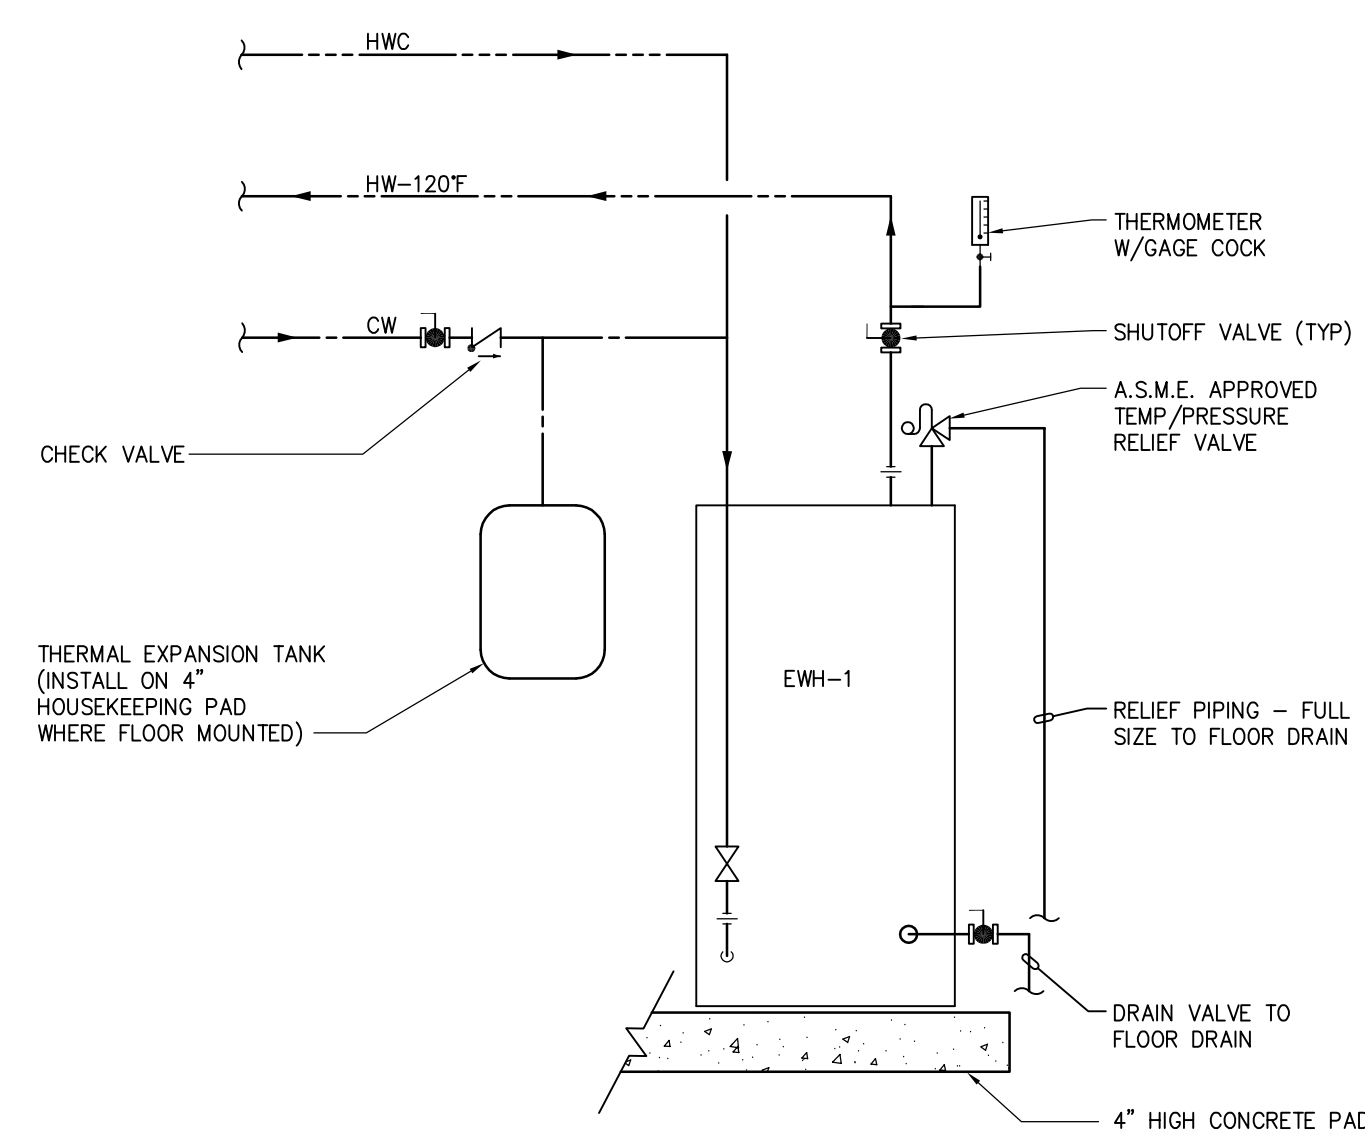 HWC
HW-120°F
THERMOMETER
W/GAGE COCK
CW
SHUTOFF VALVE (TYP)
A.S.M.E. APPROVED
TEMP/PRESSURE
RELIEF VALVE
CHECK VALVE
THERMAL EXPANSION TANK
(INSTALL ON 4"
HOUSEKEEPING PAD
WHERE FLOOR MOUNTED)
EWH-1
RELIEF PIPING - FULL
SIZE TO FLOOR DRAIN
DRAIN VALVE TO
FLOOR DRAIN
4" HIGH CONCRETE PAD